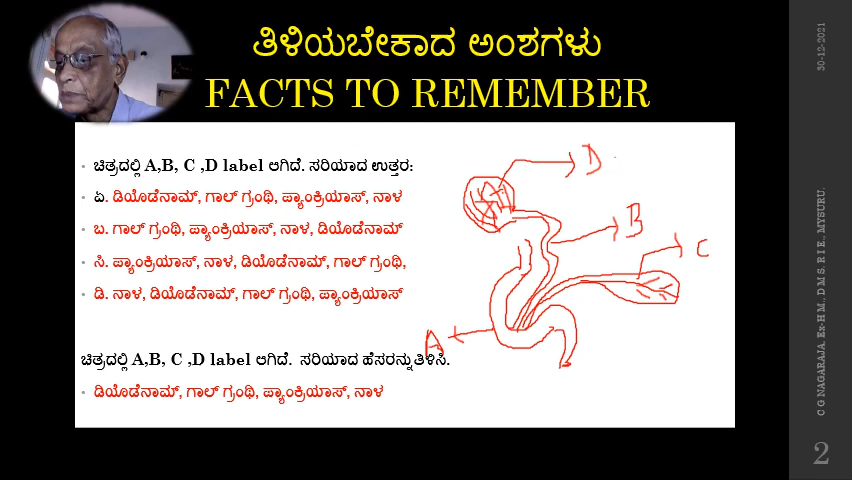 ತಿಳಿಯಬೇಕಾದ ಅಂಶಗಳು
FACTS TO REMEMBER
ಚಿತ್ರದಲ್ಲಿ A,B, C ,D label ಆಗಿದೆ. ಸರಿಯಾದ ಉತ್ತರ:
ಏ. ಡಿಯೊಡೆನಾಮ್, ಗಾಲ್ ಗ್ರಂಥಿ, ಪ್ಯಾಂಕ್ರಿಯಾಸ್, ನಾಳ
ಬ. ಗಾಲ್ ಗ್ರಂಥಿ, ಪ್ಯಾಂಕ್ರಿಯಾಸ್, ನಾಳ, ಡಿಯೊಡೆನಾಮ್
ಸಿ. ಪ್ಯಾಂಕ್ರಿಯಾಸ್, ನಾಳ, ಡಿಯೊಡೆನಾಮ್, ಗಾಲ್ ಗ್ರಂಥಿ,
ಡಿ. ನಾಳ, ಡಿಯೊಡೆನಾಮ್, ಗಾಲ್ ಗ್ರಂಥಿ, ಪ್ಯಾಂಕ್ರಿಯಾಸ್
ಚಿತ್ರದಲ್ಲಿ A,B, C ,D label ಆಗಿದೆ. ಸರಿಯಾದ ಹೆಸರನ್ನು ತಿಳಿಸಿ.
ಡಿಯೊಡೆನಾಮ್, ಗಾಲ್ ಗ್ರಂಥಿ, ಪ್ಯಾಂಕ್ರಿಯಾಸ್, ನಾಳ
D
B
C
A
30-12-2021
C G NAGARAJA, Ex-HM., D M S, R I E., MYSURU.
2